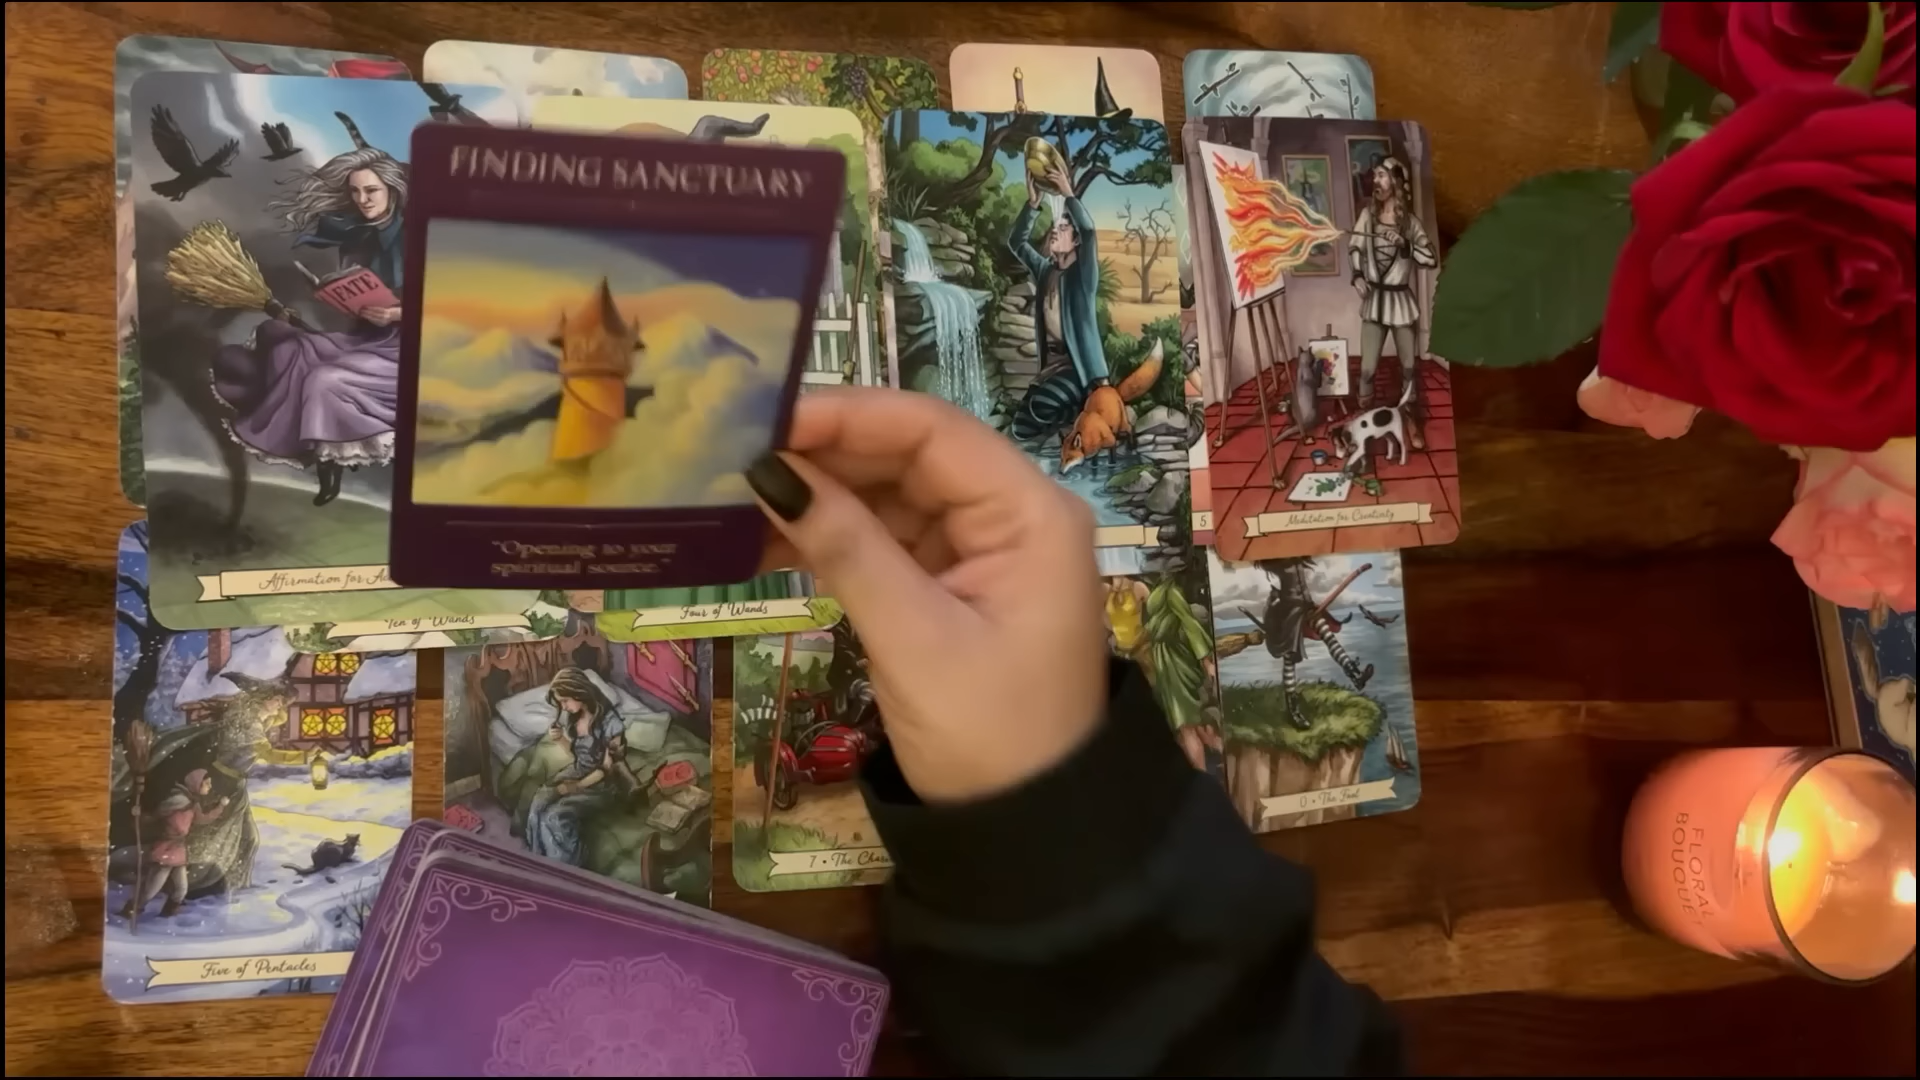 FINDING SANCTUARY
FATE
"Opening to your
spiritual source."
Affirmation for
Ten of Wands
Four of Wands
5
Meditation for Creativity
0 • The Fool
7 • The
Five of Pentacles
FLORAL
BOUQUET